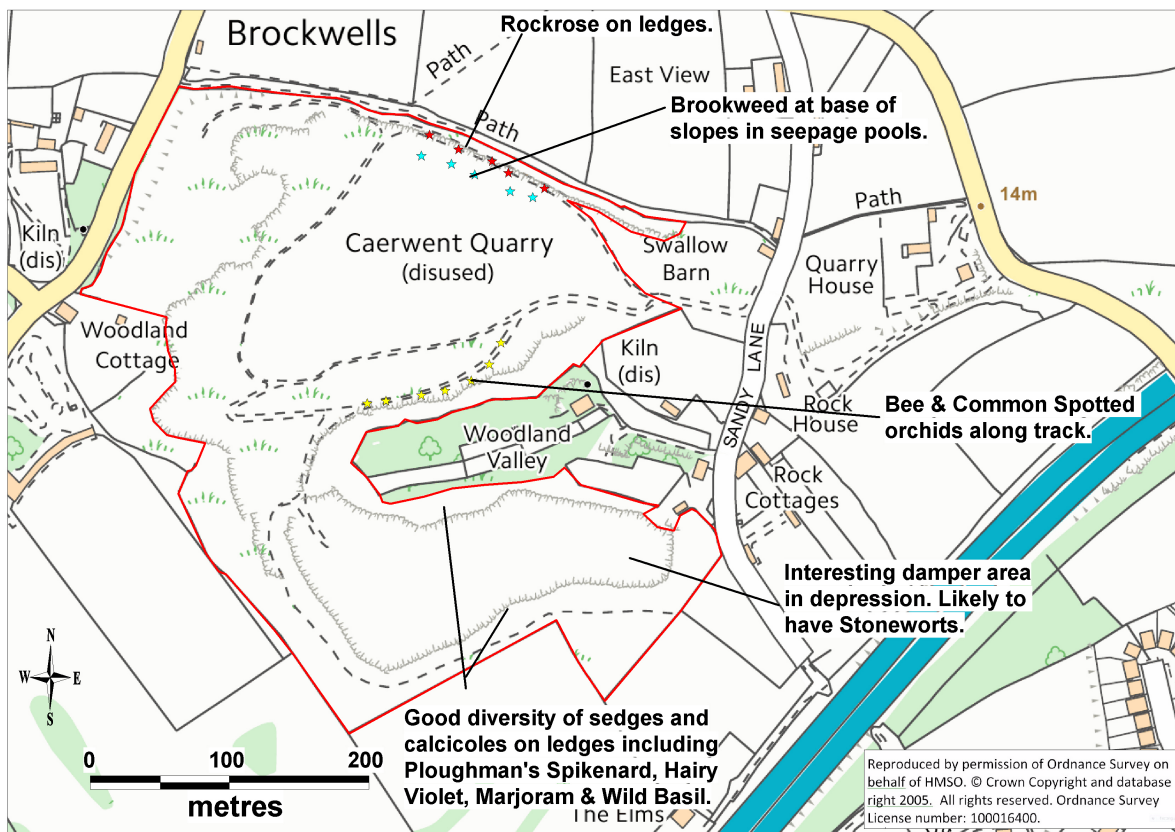 Rockrose on ledges.
Brockwells
Path
East View
Brookweed at base of
slopes in seepage pools.
Path
14m
Path
Kiln
(dis)
Caerwent Quarry
(disused)
Swallow
Barn
Quarry
House
Woodland
Cottage
Kiln
(dis)
SANDY LANE
Rock
House
Bee & Common Spotted
orchids along track.
Woodland
Valley
Rock
Cottages
Interesting damper area
in depression. Likely to
have Stoneworts.
N
W E
S
Good diversity of sedges and
calcicoles on ledges including
Ploughman's Spikenard, Hairy
Violet, Marjoram & Wild Basil.
The Elms
0 100 200
metres
Reproduced by permission of Ordnance Survey on
behalf of HMSO. © Crown Copyright and database
right 2005. All rights reserved. Ordnance Survey
License number: 100016400.